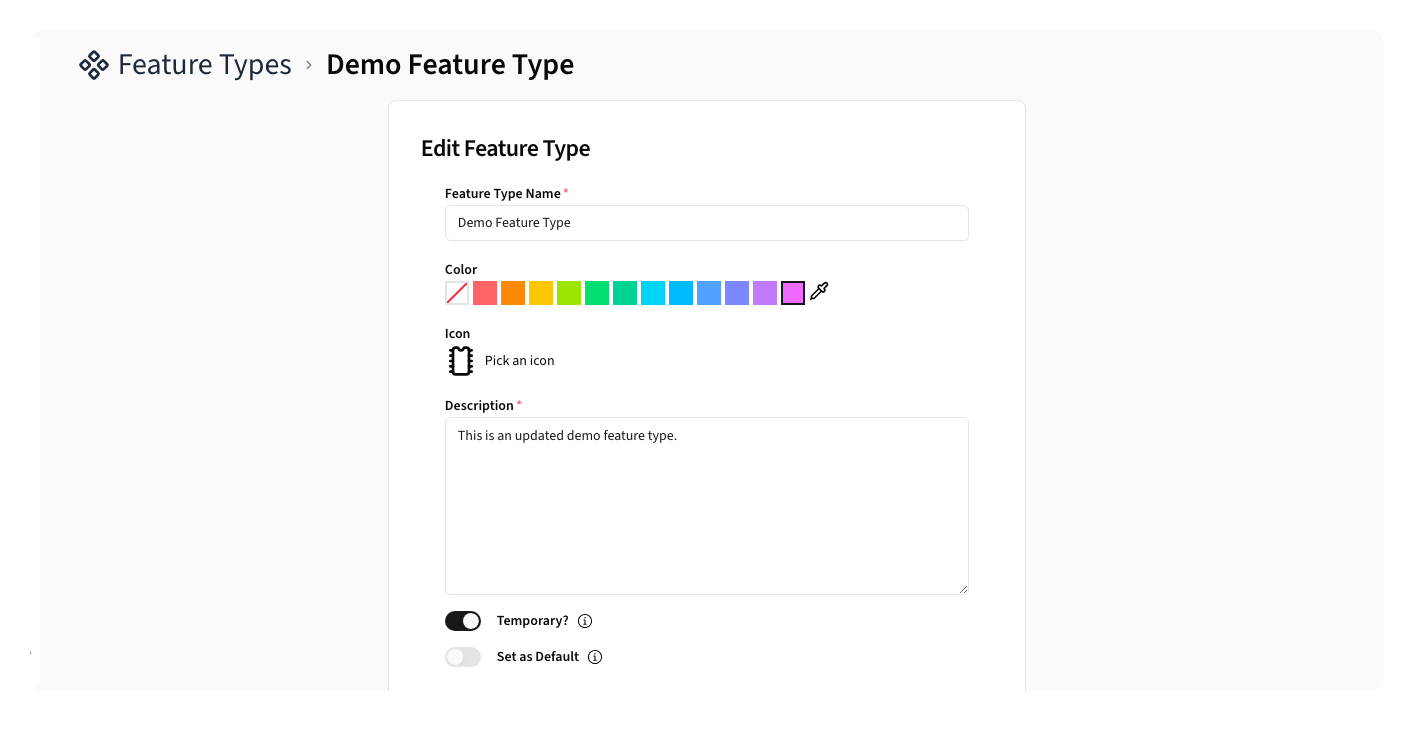 Feature Types › Demo Feature Type
Edit Feature Type
Feature Type Name *
Demo Feature Type
Color
Icon
Pick an icon
Description *
This is an updated demo feature type.
Temporary?
Set as Default